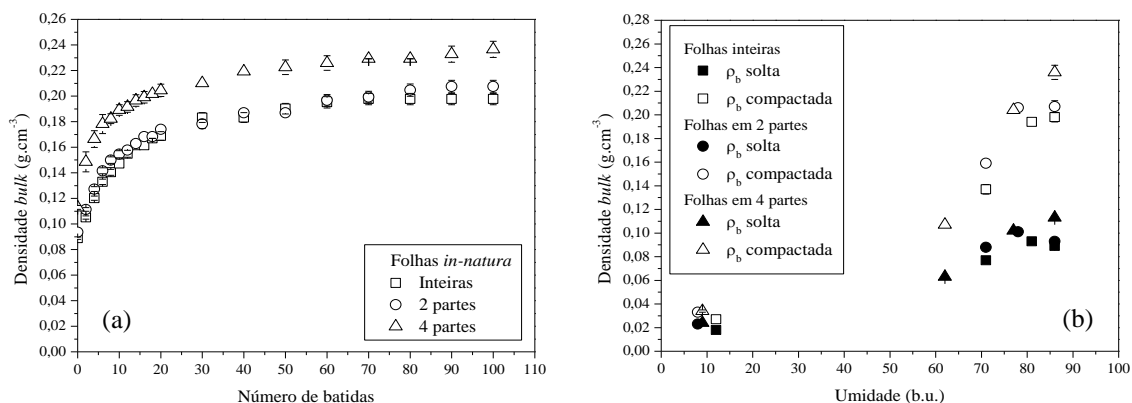 0,26
0,24
0,22
0,20
0,18
0,16
0,14
0,12
0,10
0,08
0,06
0,04
0,02
0,00
Densidade bulk (g.cm⁻³)
0 10 20 30 40 50 60 70 80 90 100 110
Número de batidas
(a)
Folhas in-natura
Inteiras
2 partes
4 partes
0,28
0,26
0,24
0,22
0,20
0,18
0,16
0,14
0,12
0,10
0,08
0,06
0,04
0,02
0,00
Densidade bulk (g.cm⁻³)
0 10 20 30 40 50 60 70 80 90 100
Umidade (b.u.)
(b)
Folhas inteiras
ρb solta
ρb compactada
Folhas em 2 partes
ρb solta
ρb compactada
Folhas em 4 partes
ρb solta
ρb compactada